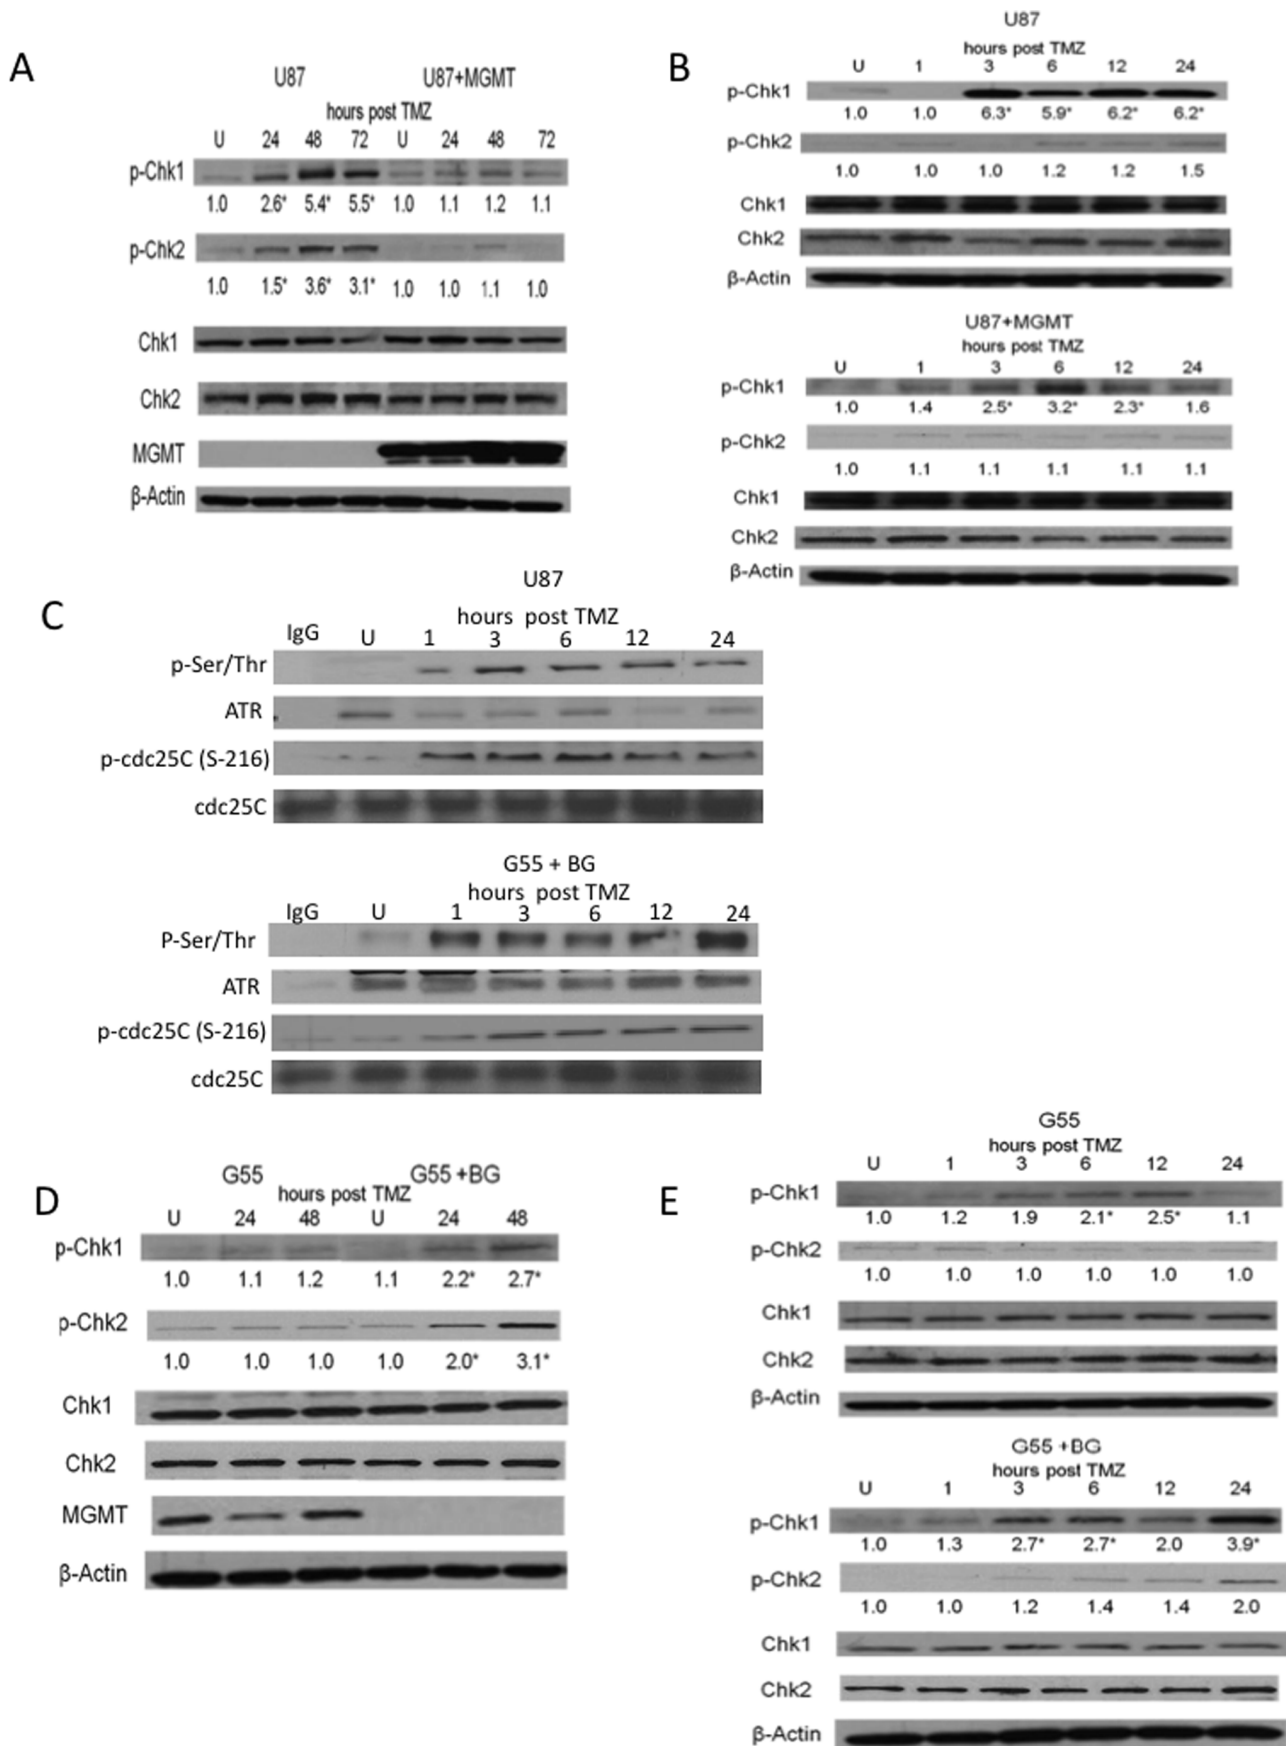 A
U87 U87+MGMT
hours post TMZ
U 24 48 72 U 24 48 72
p-Chk1
1.0 2.6* 5.4* 5.5* 1.0 1.1 1.2 1.1
p-Chk2
1.0 1.5* 3.6* 3.1* 1.0 1.0 1.1 1.0
Chk1
Chk2
MGMT
β-Actin
B
U87
hours post TMZ
U 1 3 6 12 24
p-Chk1
1.0 1.0 6.3* 5.9* 6.2* 6.2*
p-Chk2
1.0 1.0 1.0 1.2 1.2 1.5
Chk1
Chk2
β-Actin
U87+MGMT
hours post TMZ
U 1 3 6 12 24
p-Chk1
1.0 1.4 2.5* 3.2* 2.3* 1.6
p-Chk2
1.0 1.1 1.1 1.1 1.1 1.1
Chk1
Chk2
β-Actin
C
U87
hours post TMZ
IgG U 1 3 6 12 24
p-Ser/Thr
ATR
p-cdc25C (S-216)
cdc25C
G55 + BG
hours post TMZ
IgG U 1 3 6 12 24
P-Ser/Thr
ATR
p-cdc25C (S-216)
cdc25C
D
G55 G55 +BG
hours post TMZ
U 24 48 U 24 48
p-Chk1
1.0 1.1 1.2 1.1 2.2* 2.7*
p-Chk2
1.0 1.0 1.0 1.0 2.0* 3.1*
Chk1
Chk2
MGMT
β-Actin
E
G55
hours post TMZ
U 1 3 6 12 24
p-Chk1
1.0 1.2 1.9 2.1* 2.5* 1.1
p-Chk2
1.0 1.0 1.0 1.0 1.0 1.0
Chk1
Chk2
β-Actin
G55 +BG
hours post TMZ
U 1 3 6 12 24
p-Chk1
1.0 1.3 2.7* 2.7* 2.0 3.9*
p-Chk2
1.0 1.0 1.2 1.4 1.4 2.0
Chk1
Chk2
β-Actin